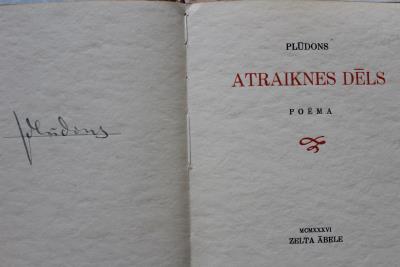 Plūdons
PLŪDONS
ATRAIKNES DĒLS
POĒMA
MCMXXXVI
ZELTA ĀBELE